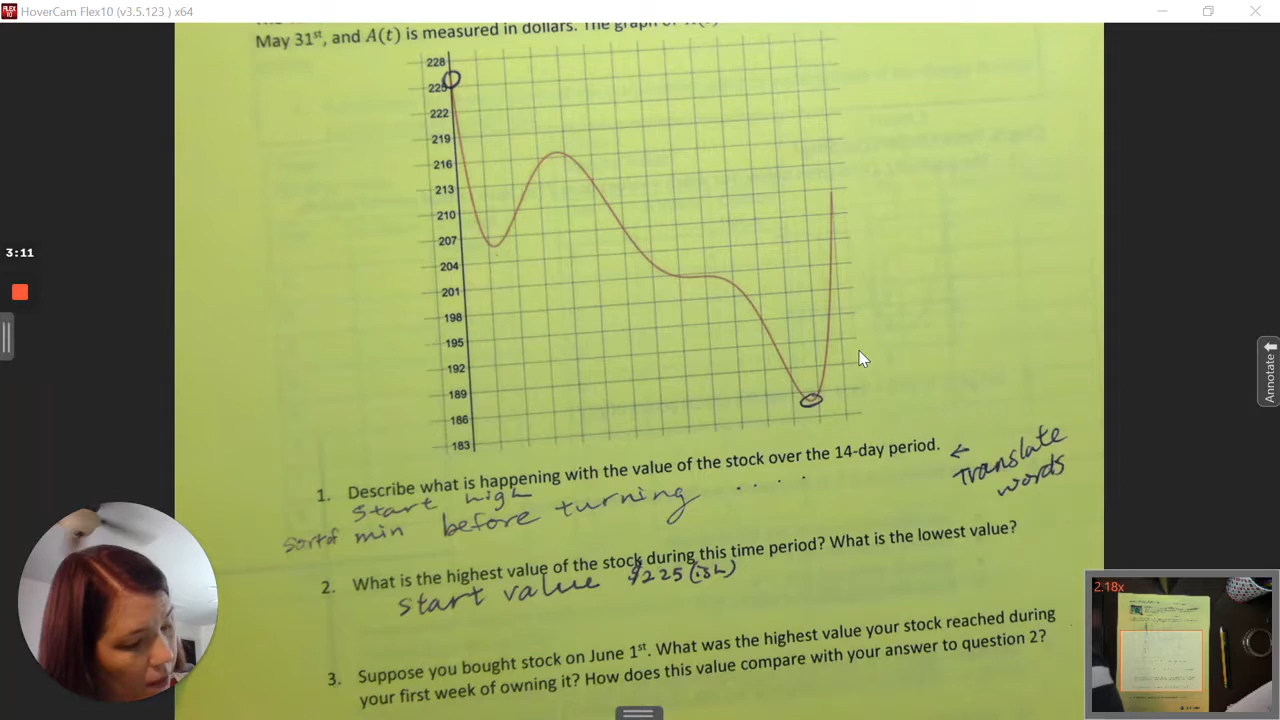 HoverCam Flex10 (v3.5.123) x64
May 31st, and A(t) is measured in dollars. The graph of
228
225
222
219
216
213
210
207
204
201
198
195
192
189
186
183
3:11
Annotate
1. Describe what is happening with the value of the stock over the 14-day period. ← Translate
words
Start high
sort of min before turning ....
2. What is the highest value of the stock during this time period? What is the lowest value?
Start value $225 (ish)
3. Suppose you bought stock on June 1st. What was the highest value your stock reached during
your first week of owning it? How does this value compare with your answer to question 2?
2.18x